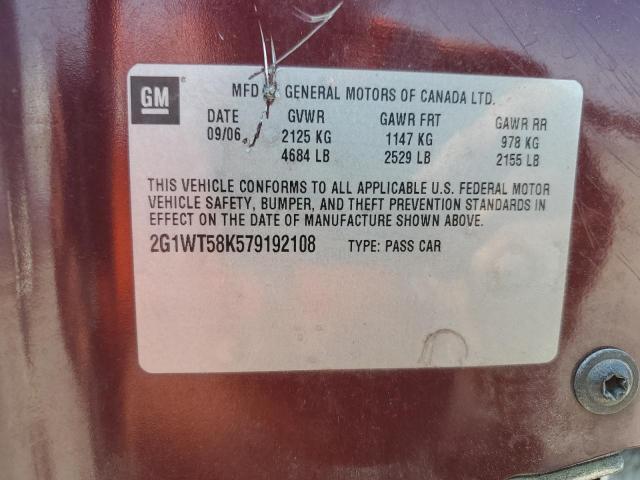 GM
MFD BY GENERAL MOTORS OF CANADA LTD.
DATE GVWR GAWR FRT GAWR RR
09/06 2125 KG 1147 KG 978 KG
4684 LB 2529 LB 2155 LB
THIS VEHICLE CONFORMS TO ALL APPLICABLE U.S. FEDERAL MOTOR
VEHICLE SAFETY, BUMPER, AND THEFT PREVENTION STANDARDS IN
EFFECT ON THE DATE OF MANUFACTURE SHOWN ABOVE.
2G1WT58K579192108 TYPE: PASS CAR